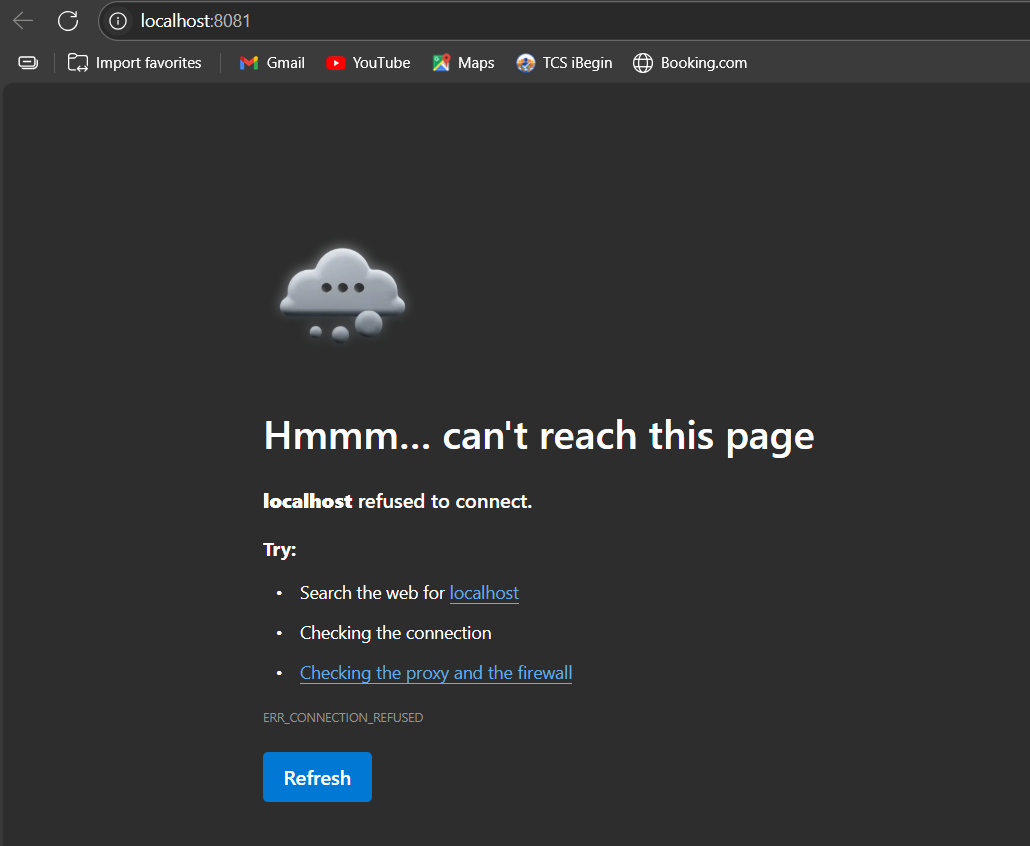 localhost:8081
Import favorites Gmail YouTube Maps TCS iBegin Booking.com
Hmmm... can't reach this page
localhost refused to connect.
Try:
• Search the web for localhost
• Checking the connection
• Checking the proxy and the firewall
ERR_CONNECTION_REFUSED
Refresh